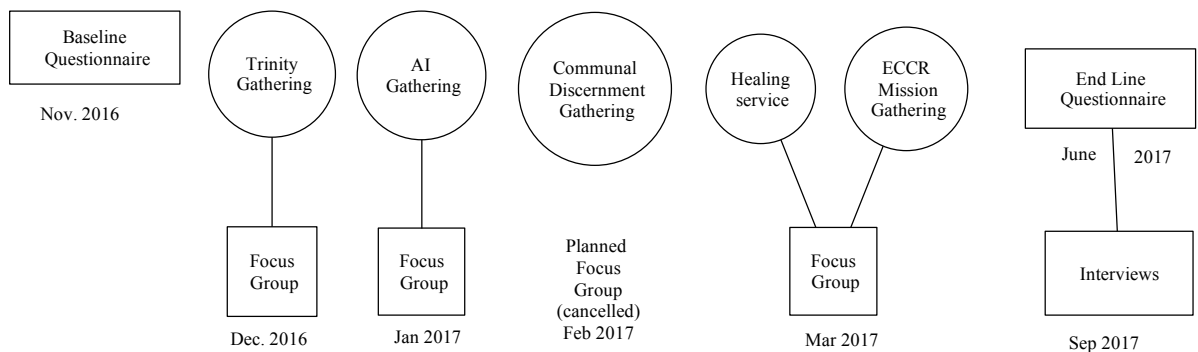 Baseline
Questionnaire
Nov. 2016
Trinity
Gathering
Focus
Group
Dec. 2016
AI
Gathering
Focus
Group
Jan 2017
Communal
Discernment
Gathering
Planned
Focus
Group
(cancelled)
Feb 2017
Healing
service
ECCR
Mission
Gathering
Focus
Group
Mar 2017
End Line
Questionnaire
June 2017
Interviews
Sep 2017